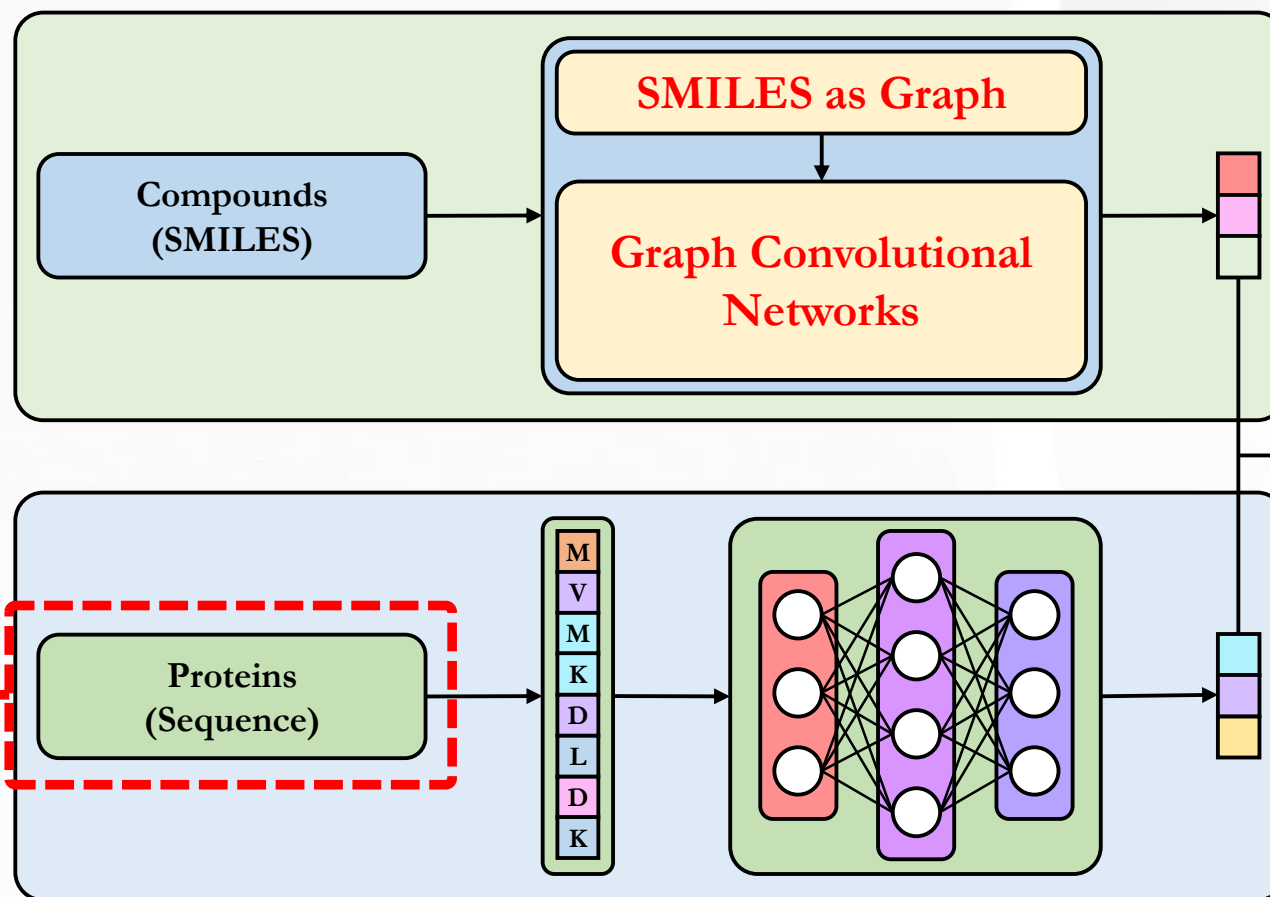 SMILES as Graph
Compounds
(SMILES)
Graph Convolutional
Networks
Proteins
(Sequence)
M
V
M
K
D
L
D
K